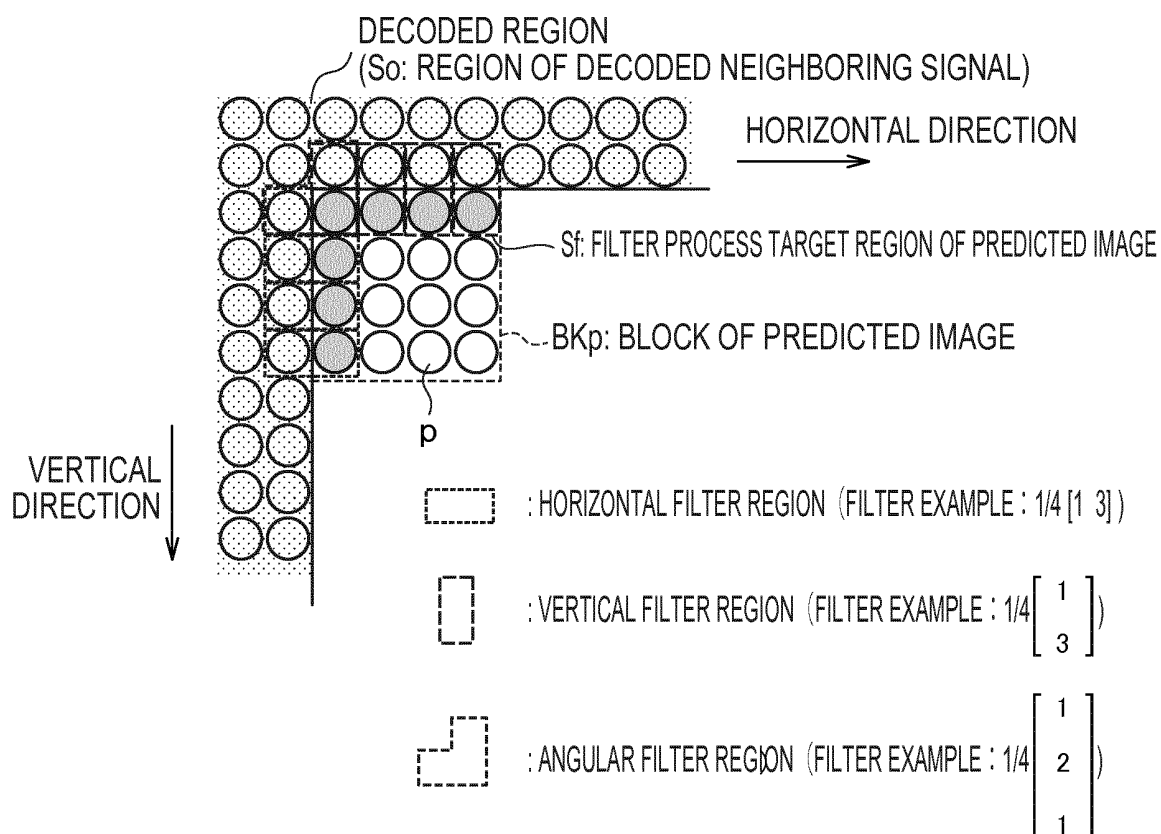 DECODED REGION
(So: REGION OF DECODED NEIGHBORING SIGNAL)
HORIZONTAL DIRECTION
Sf: FILTER PROCESS TARGET REGION OF PREDICTED IMAGE
BKp: BLOCK OF PREDICTED IMAGE
p
VERTICAL
DIRECTION
: HORIZONTAL FILTER REGION (FILTER EXAMPLE : 1/4 [1 3] )
: VERTICAL FILTER REGION (FILTER EXAMPLE : 1/4 [ 1
3 ] )
: ANGULAR FILTER REGION (FILTER EXAMPLE : 1/4 [ 1
2
1 ] )